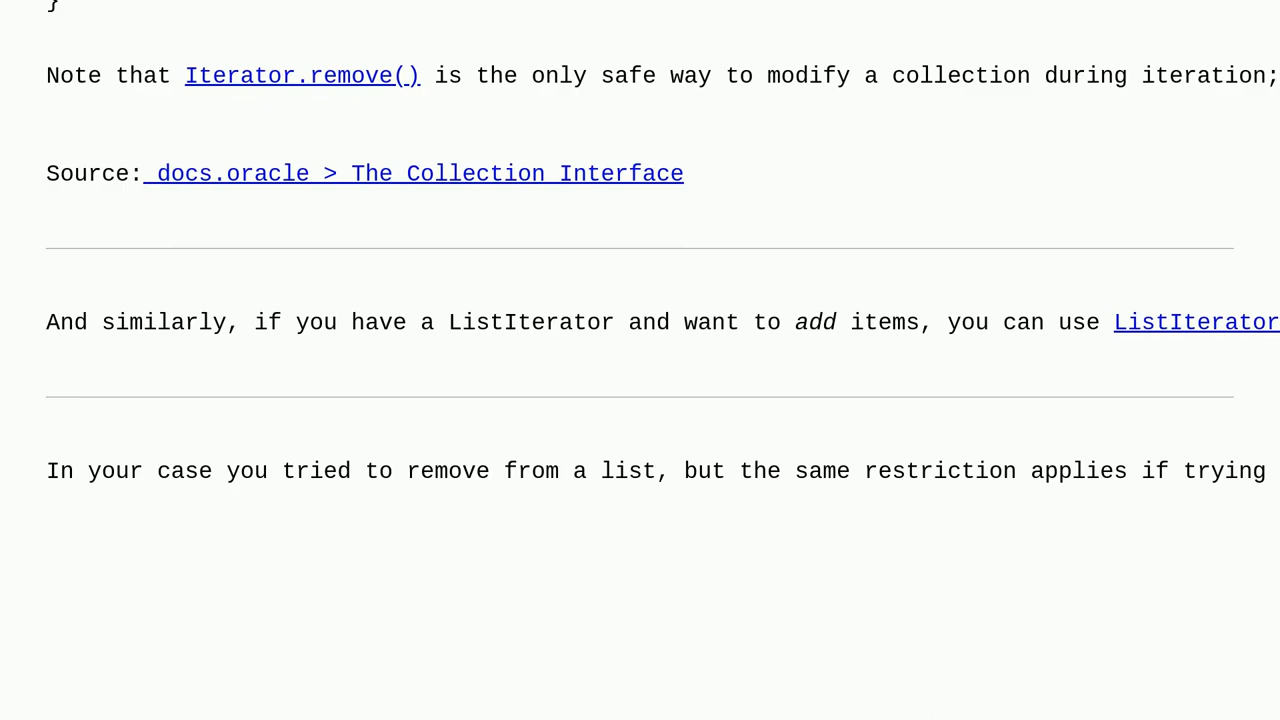 }
Note that Iterator.remove() is the only safe way to modify a collection during iteration;
Source: docs.oracle > The Collection Interface
And similarly, if you have a ListIterator and want to add items, you can use ListIterator
In your case you tried to remove from a list, but the same restriction applies if trying